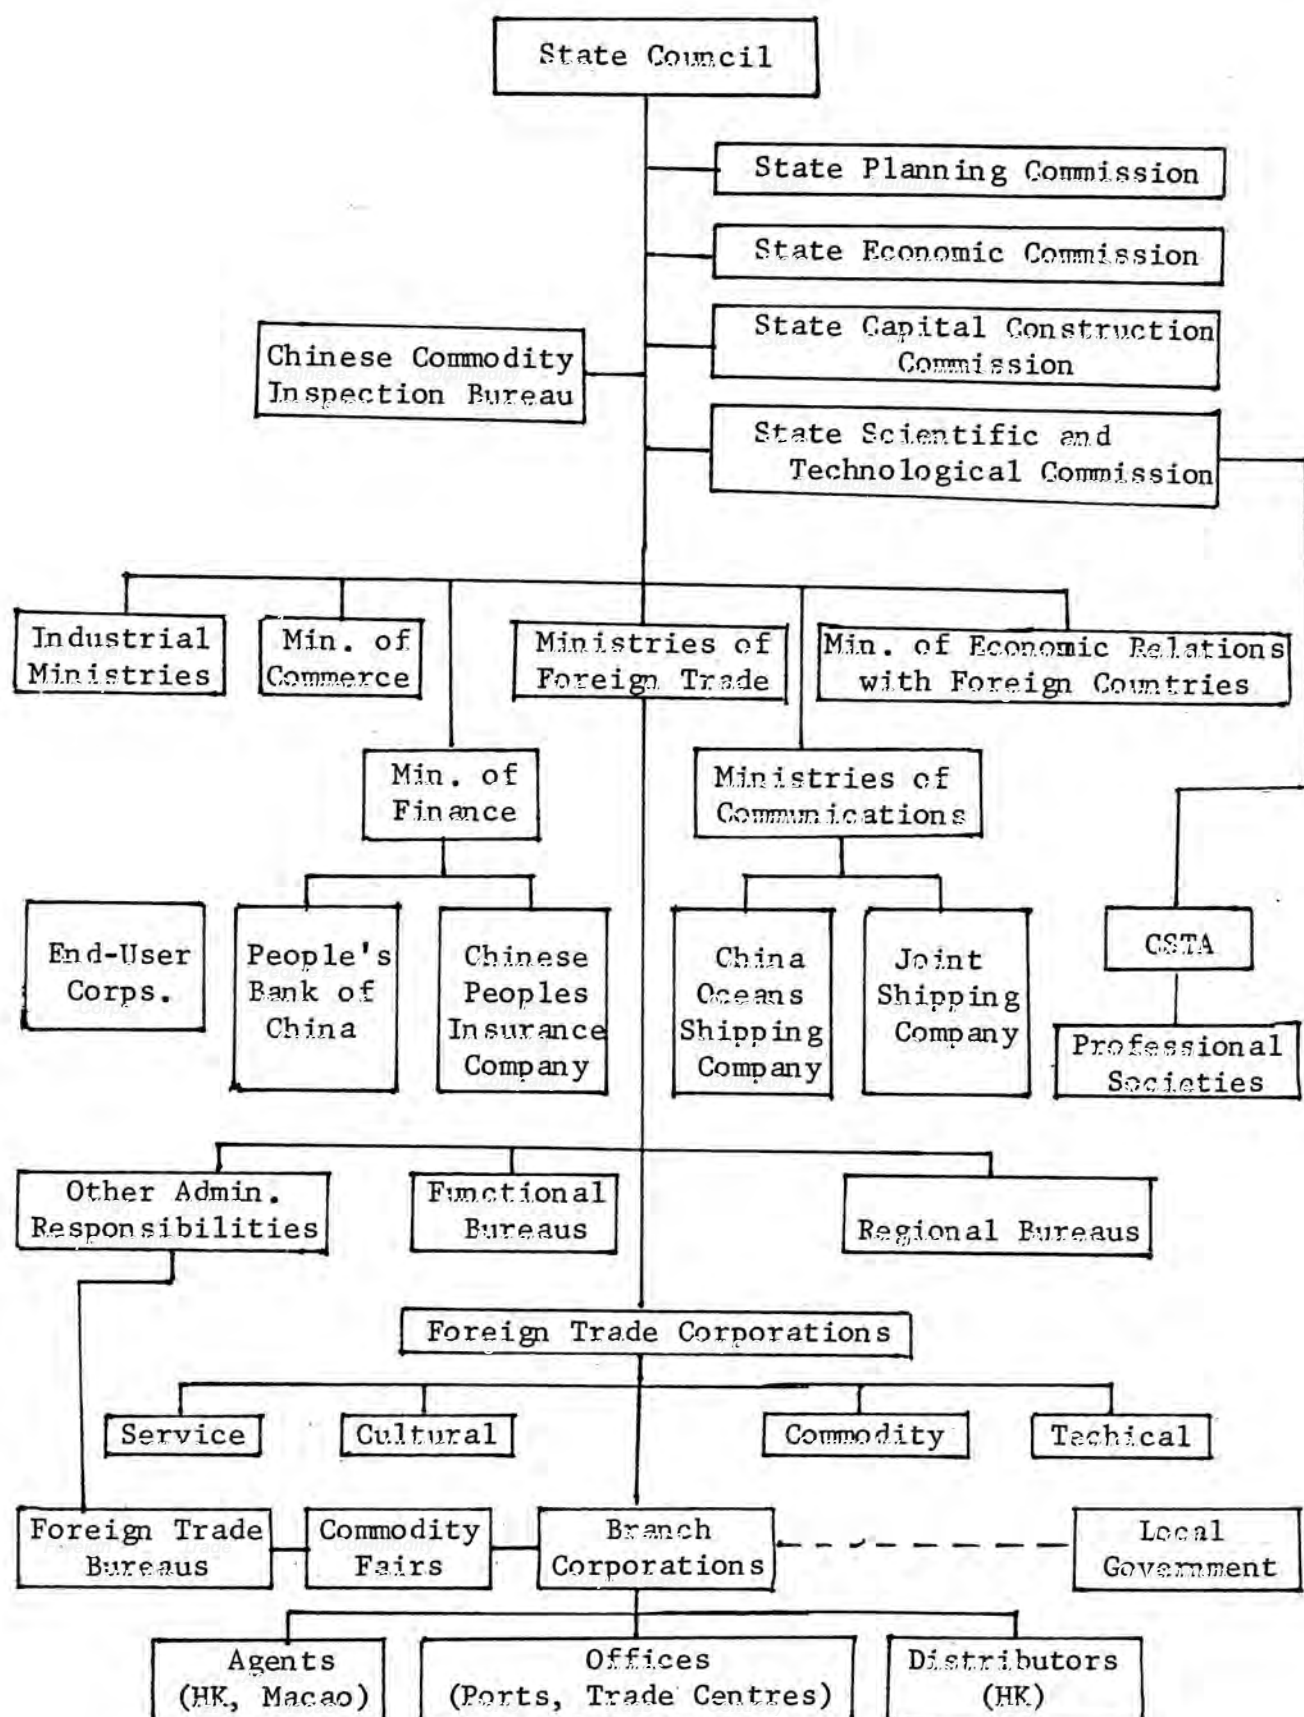 State Council
State Planning Commission
State Economic Commission
State Capital Construction
Commission
Chinese Commodity
Inspection Bureau
State Scientific and
Technological Commission
Industrial
Ministries
Min. of
Commerce
Ministries of
Foreign Trade
Min. of Economic Relations
with Foreign Countries
Min. of
Finance
Ministries of
Communications
End-User
Corps.
People's
Bank of
China
Chinese
Peoples
Insurance
Company
China
Oceans
Shipping
Company
Joint
Shipping
Company
CSTA
Professional
Societies
Other Admin.
Responsibilities
Functional
Bureaus
Regional Bureaus
Foreign Trade Corporations
Service
Cultural
Commodity
Techical
Foreign Trade
Bureaus
Commodity
Fairs
Branch
Corporations
Local
Government
Agents
(HK, Macao)
Offices
(Ports, Trade Centres)
Distributors
(HK)